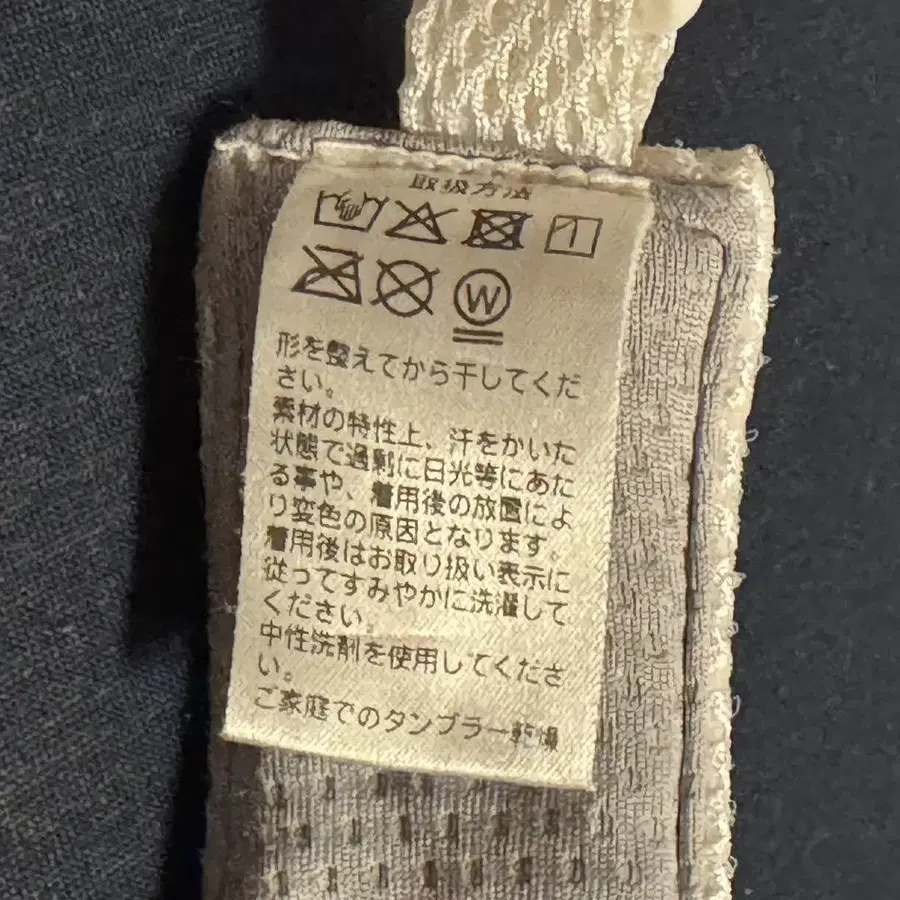 取扱方法
W
形を整えてから干してくだ
さい。
素材の特性上、汗をかいた
状態で過剰に日光等にあた
る事や、着用後の放置によ
り変色の原因となります。
着用後はお取り扱い表示に
従ってすみやかに洗濯して
ください。
中性洗剤を使用してくださ
い。
ご家庭でのタンブラー乾燥